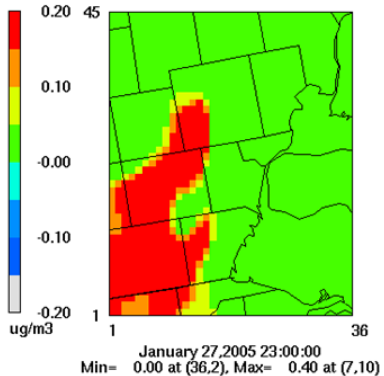 0.20
0.10
-0.00
-0.10
-0.20
ug/m3
45
1
1 36
January 27,2005 23:00:00
Min= 0.00 at (36,2), Max= 0.40 at (7,10)